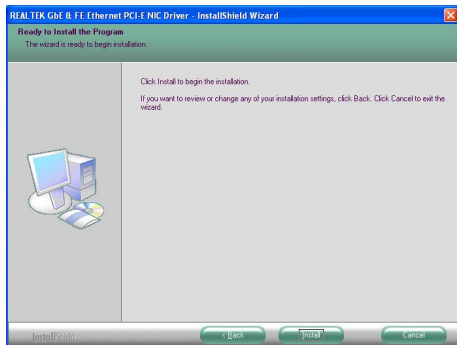 REALTEK GbE & FE Ethernet PCI-E NIC Driver - InstallShield Wizard
Ready to Install the Program
The wizard is ready to begin installation.
Click Install to begin the installation.
If you want to review or change any of your installation settings, click Back. Click Cancel to exit the
wizard.
InstallShield
< Back
Install
Cancel